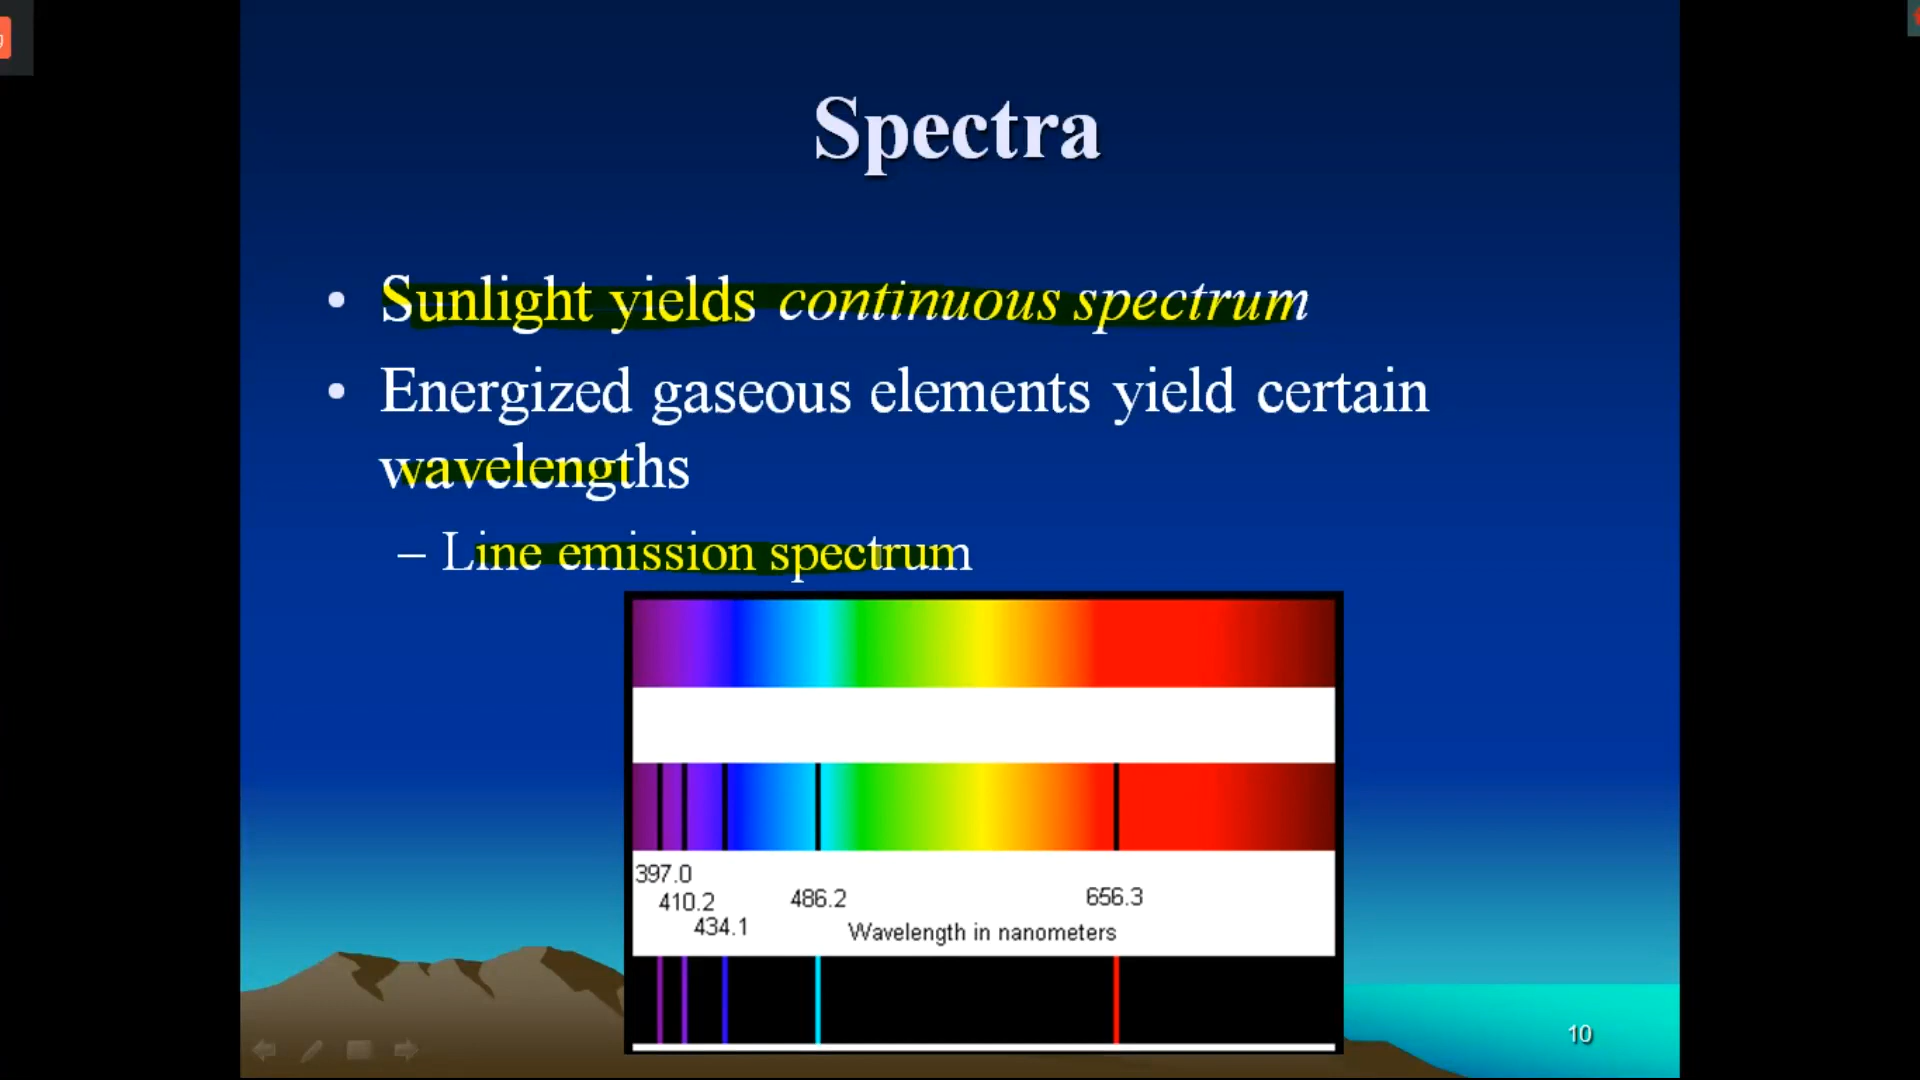 Spectra
• Sunlight yields continuous spectrum
• Energized gaseous elements yield certain
wavelengths
– Line emission spectrum
397.0
410.2
434.1
486.2
656.3
Wavelength in nanometers
10